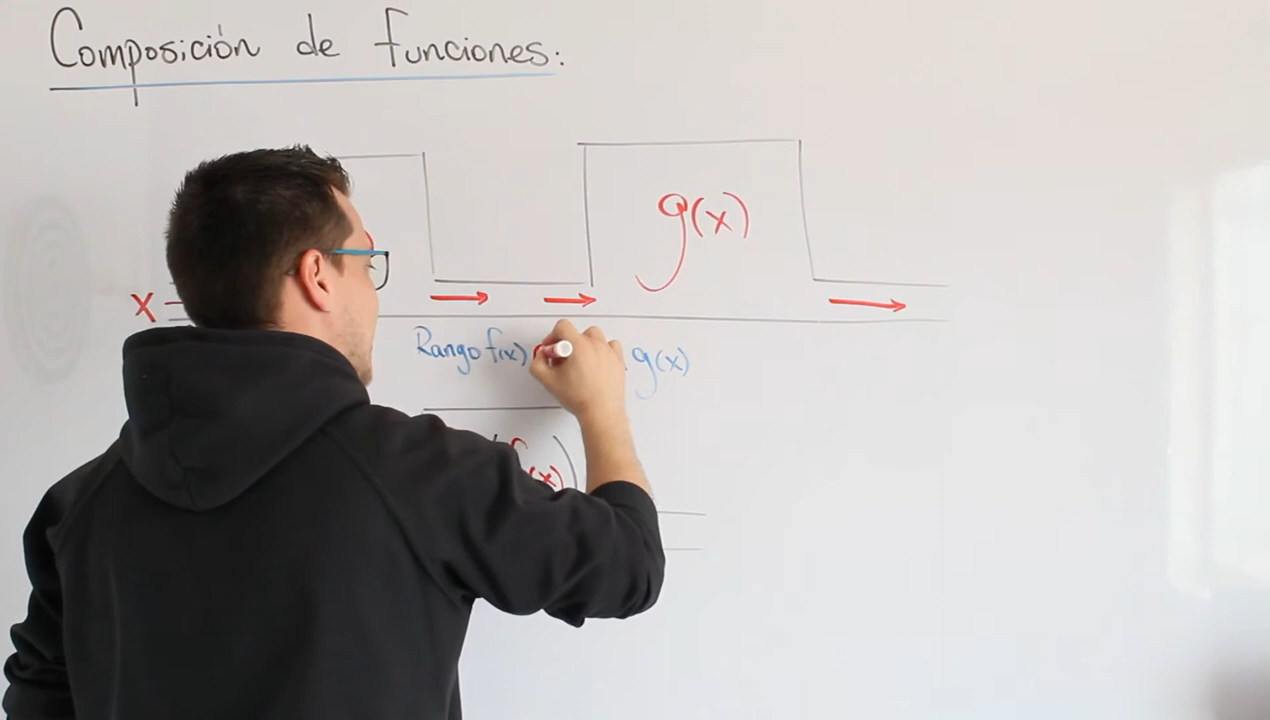 Composición de funciones:
g(x)
x
Rango f(x) g(x)
(x)